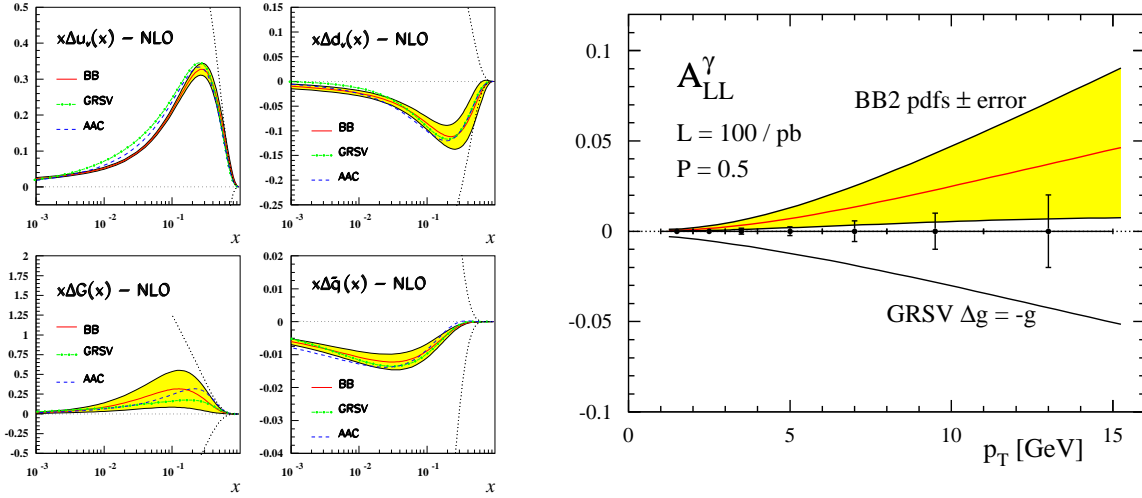 xΔu_v(x) – NLO
BB
GRSV
AAC
0.5
0.4
0.3
0.2
0.1
0
10^-3
10^-2
10^-1
x
xΔd_v(x) – NLO
BB
GRSV
AAC
0.2
0.15
0.1
0.05
0
-0.05
-0.1
-0.15
-0.2
-0.25
10^-3
10^-2
10^-1
x
xΔG(x) – NLO
BB
GRSV
AAC
2
1.75
1.5
1.25
1
0.75
0.5
0.25
0
-0.25
-0.5
10^-3
10^-2
10^-1
x
xΔq̄(x) – NLO
BB
GRSV
AAC
0.02
0.01
0
-0.01
-0.02
-0.03
-0.04
10^-3
10^-2
10^-1
x
A_LL^γ
BB2 pdfs ± error
L = 100 / pb
P = 0.5
GRSV Δg = -g
0.1
0.05
0
-0.05
-0.1
0
5
10
15
p_T [GeV]